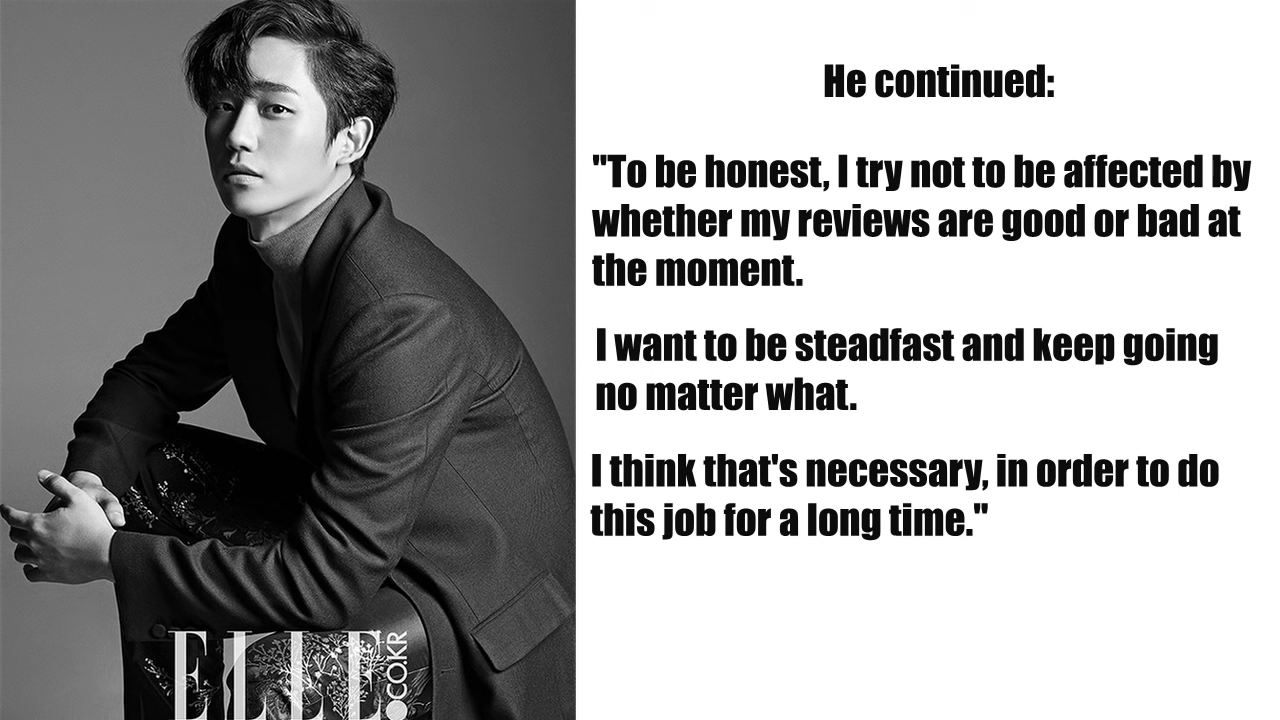 He continued:
"To be honest, I try not to be affected by
whether my reviews are good or bad at
the moment.
I want to be steadfast and keep going
no matter what.
I think that's necessary, in order to do
this job for a long time."
ELLE
.CO.KR